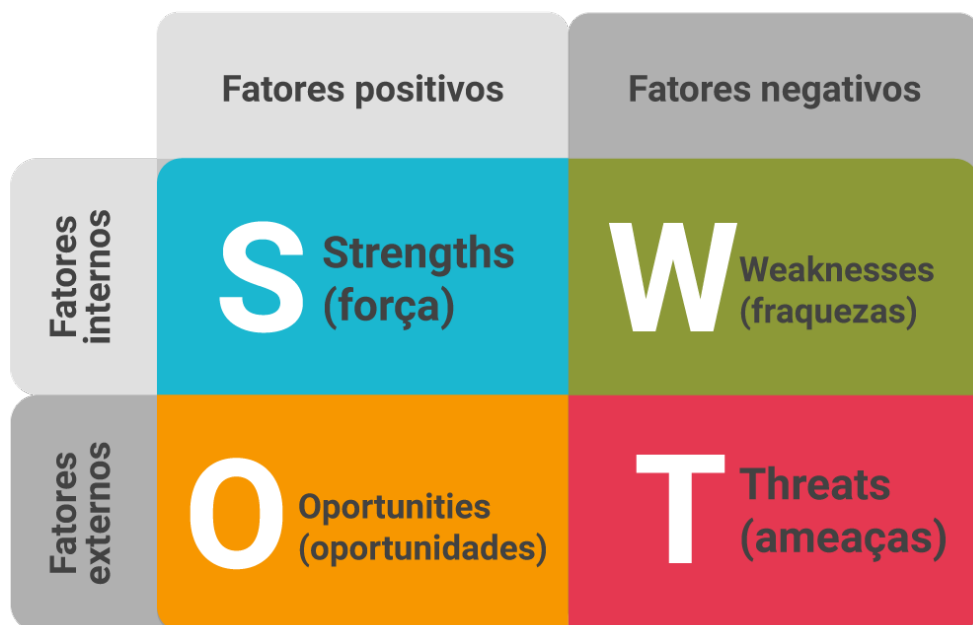 Fatores positivos
Fatores negativos
Fatores
internos
S
Strengths
(força)
W
Weaknesses
(fraquezas)
Fatores
externos
O
Oportunities
(oportunidades)
T
Threats
(ameaças)